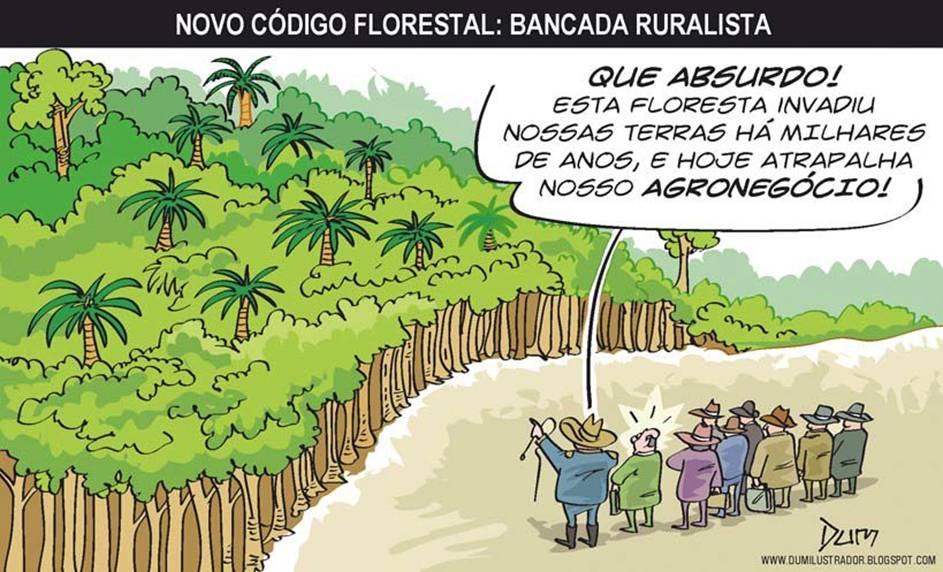 NOVO CÓDIGO FLORESTAL: BANCADA RURALISTA
QUE ABSURDO!
ESTA FLORESTA INVADIU
NOSSAS TERRAS HÁ MILHARES
DE ANOS, E HOJE ATRAPALHA
NOSSO AGRONEGÓCIO!
DUM
WWW.DUMILUSTRADOR.BLOGSPOT.COM